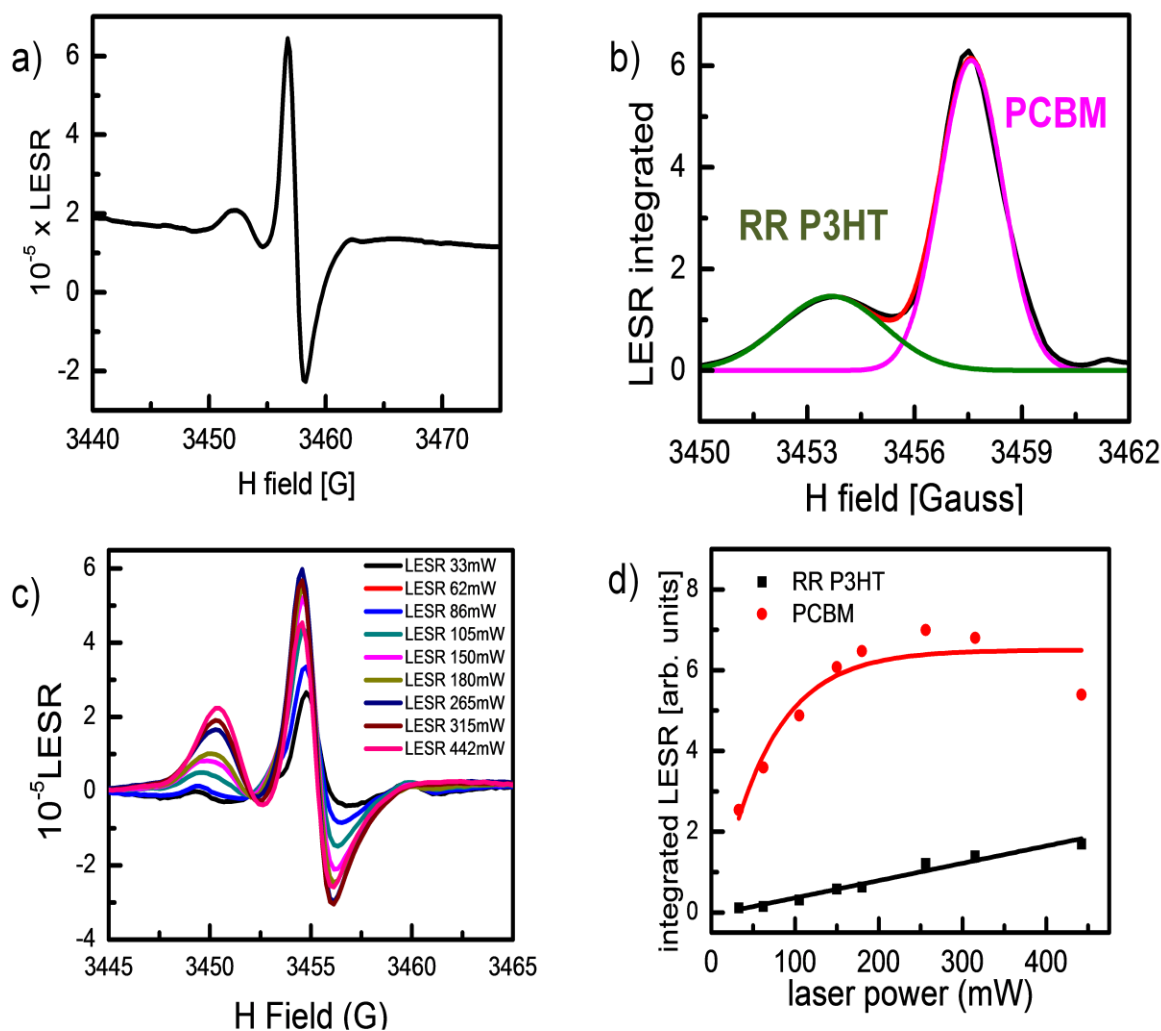 a)
6
4
2
0
-2
10⁻⁵ x LESR
3440
3450
3460
3470
H field [G]
b)
6
4
2
0
LESR integrated
PCBM
RR P3HT
3450
3453
3456
3459
3462
H field [Gauss]
c)
6
4
2
0
-2
-4
10⁻⁵LESR
LESR 33mW
LESR 62mW
LESR 86mW
LESR 105mW
LESR 150mW
LESR 180mW
LESR 265mW
LESR 315mW
LESR 442mW
3445
3450
3455
3460
3465
H Field (G)
d)
8
6
4
2
0
integrated LESR [arb. units]
RR P3HT
PCBM
0
100
200
300
400
laser power (mW)